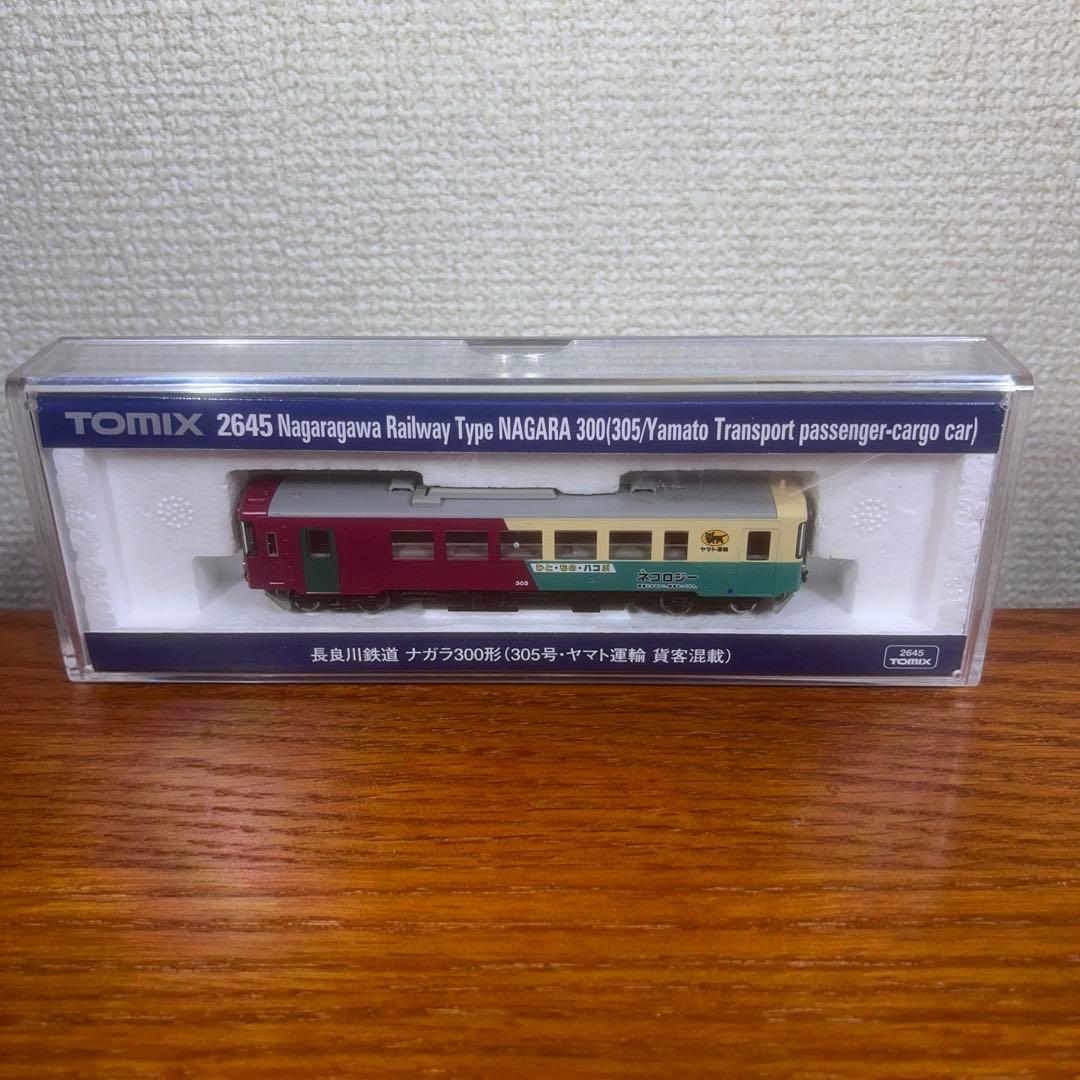 TOMIX 2645 Nagaragawa Railway Type NAGARA 300(305/Yamato Transport passenger-cargo car)
ヤマト運輸
ひと・もの・ハコぶ
ネコロジー
305
長良川鉄道 ナガラ300形(305号・ヤマト運輸 貨客混載)
2645
TOMIX